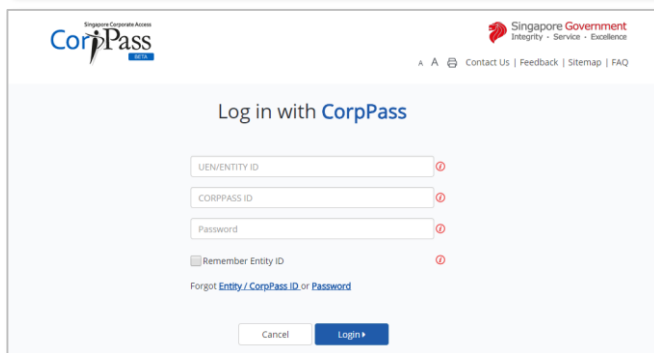 Singapore Corporate Access
CorpPass
BETA
Singapore Government
Integrity · Service · Excellence
A A Contact Us | Feedback | Sitemap | FAQ
Log in with CorpPass
UEN/ENTITY ID
CORPPASS ID
Password
Remember Entity ID
Forgot Entity / CorpPass ID or Password
Cancel
Login